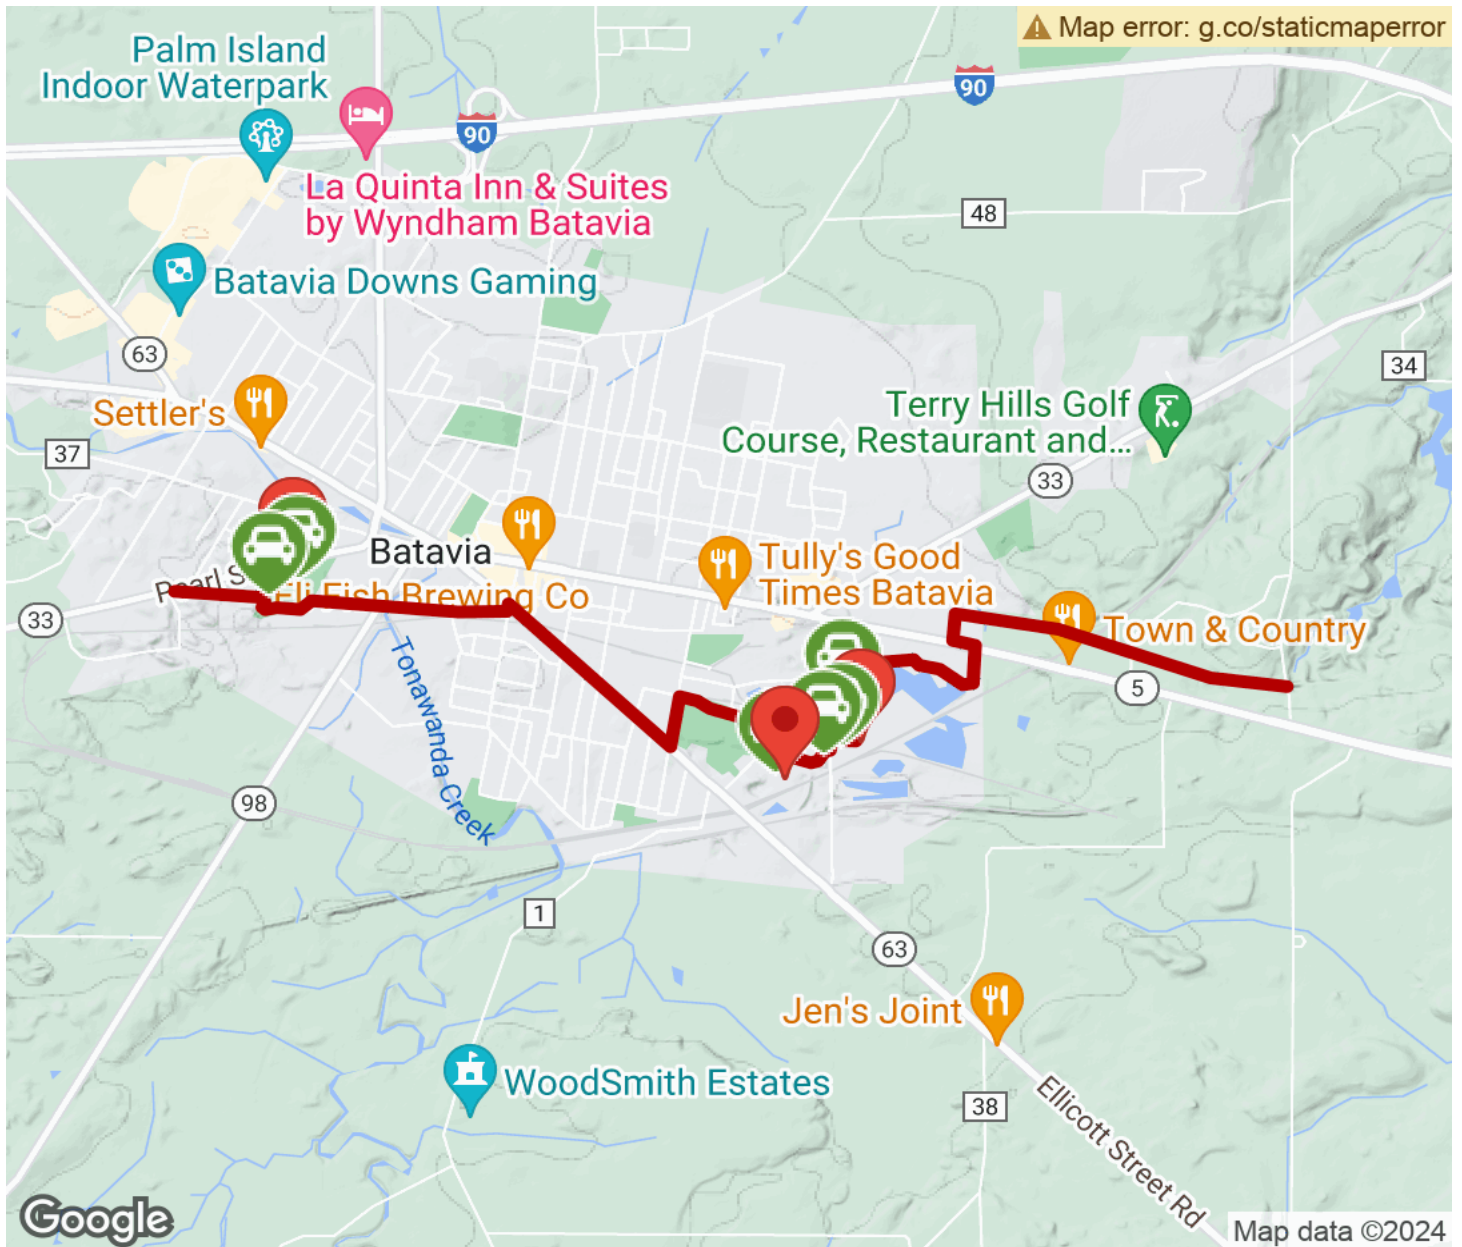 Map error: g.co/staticmaperror
Palm Island
Indoor Waterpark
90
90
La Quinta Inn & Suites
by Wyndham Batavia
48
Batavia Downs Gaming
63
34
Settler's
Terry Hills Golf
Course, Restaurant and...
37
33
Batavia
Tully's Good
Times Batavia
Pearl S
Eli Fish Brewing Co
33
Town & Country
5
Tonawanda Creek
98
1
63
Jen's Joint
WoodSmith Estates
38
Ellicott Street Rd
Google
Map data ©2024